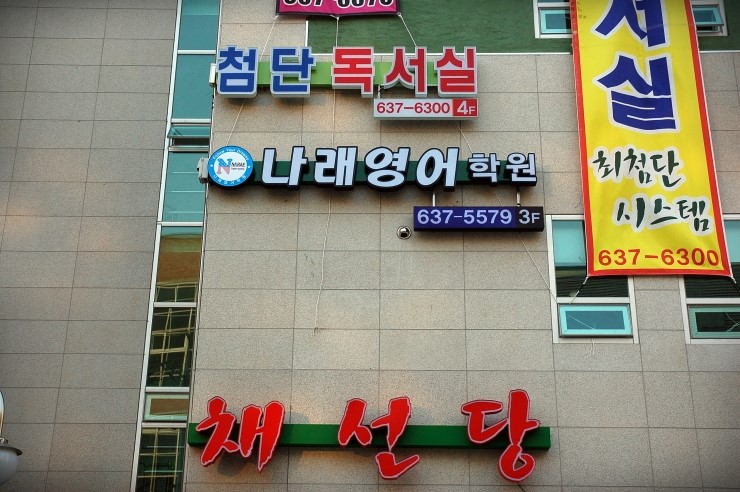 첨단 독서실
637-6300 4F
나래영어 학원
637-5579 3F
채선당
서실
최첨단
시스템
637-6300